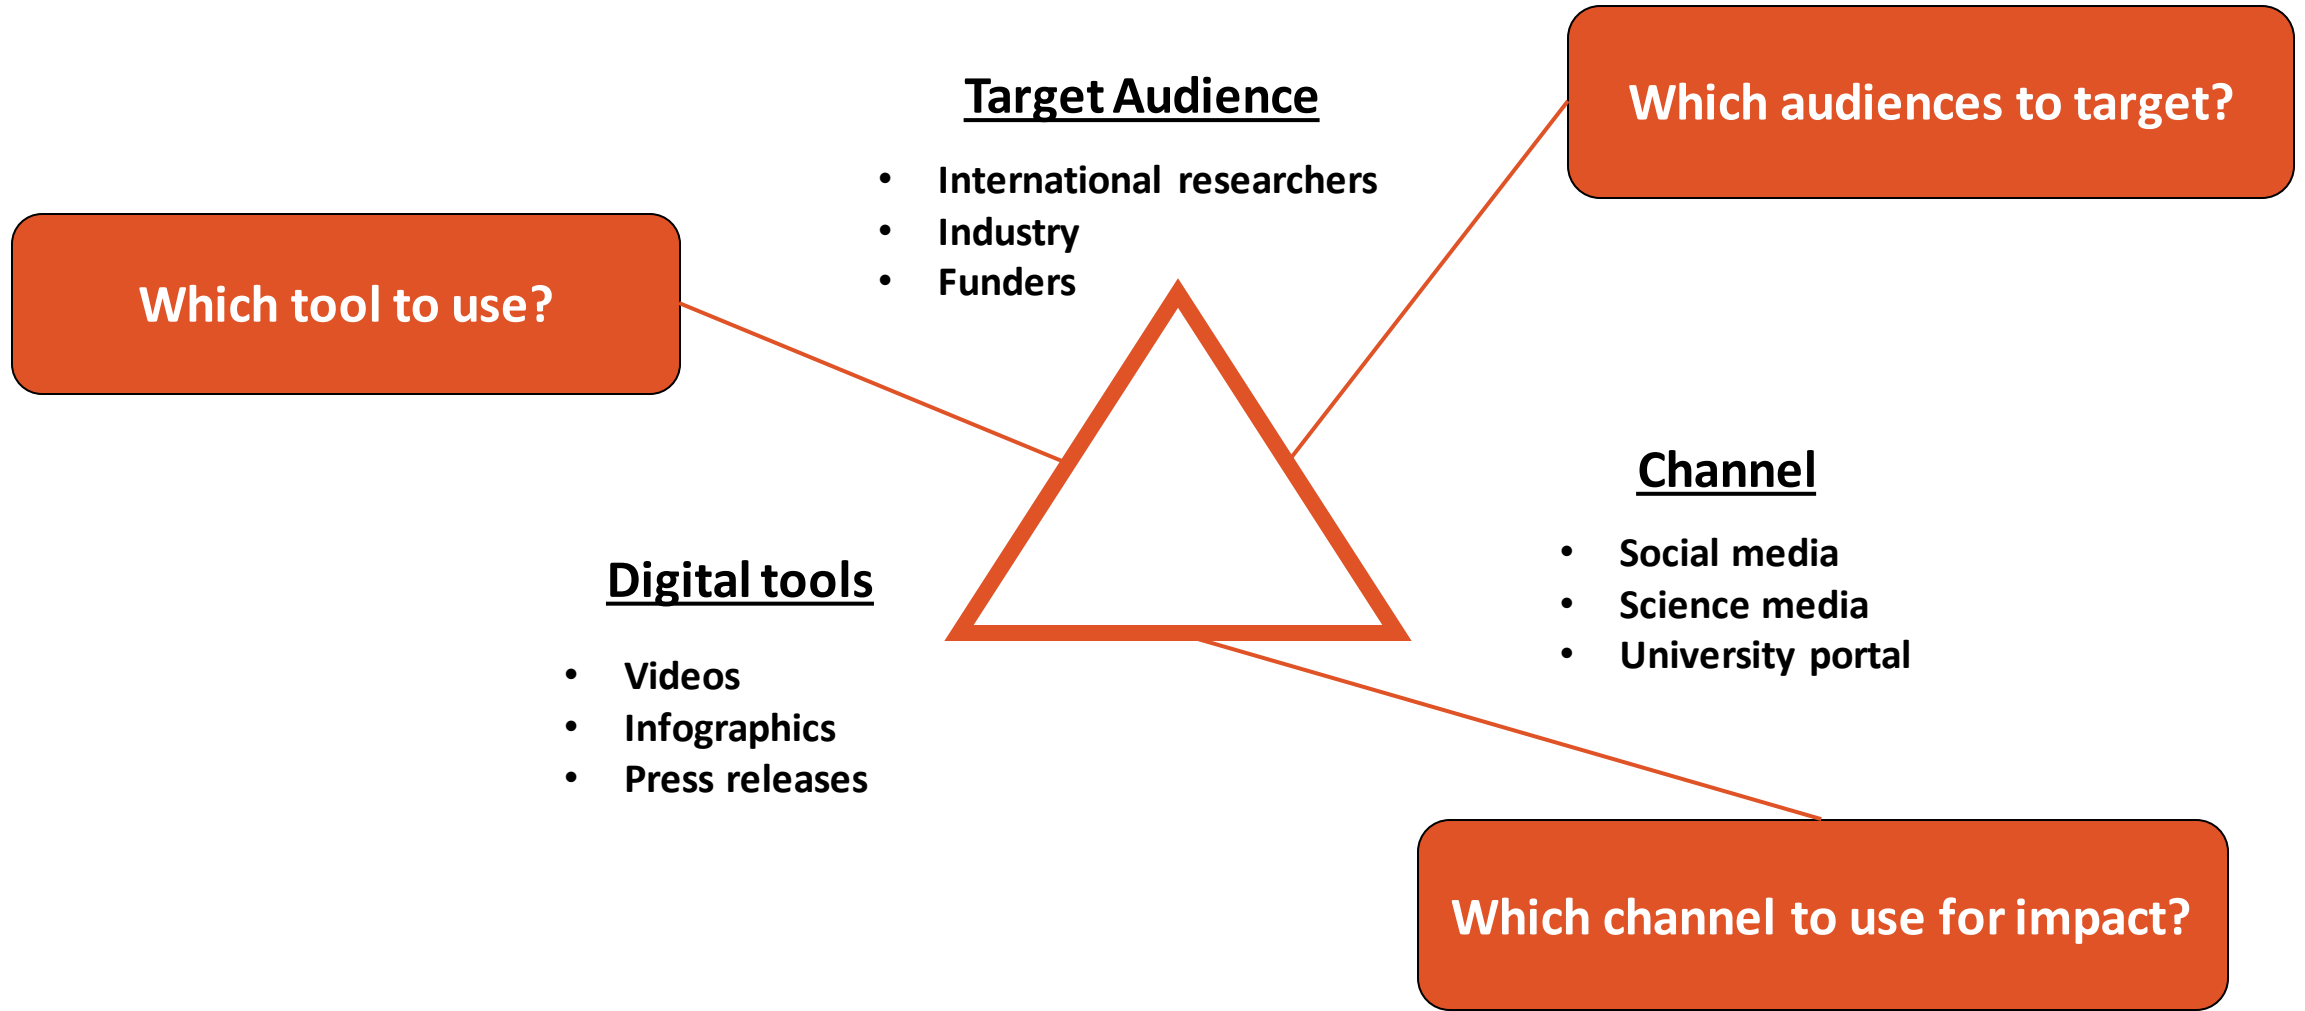 Which audiences to target?
Target Audience
• International researchers
• Industry
• Funders
Which tool to use?
Channel
• Social media
• Science media
• University portal
Digital tools
• Videos
• Infographics
• Press releases
Which channel to use for impact?